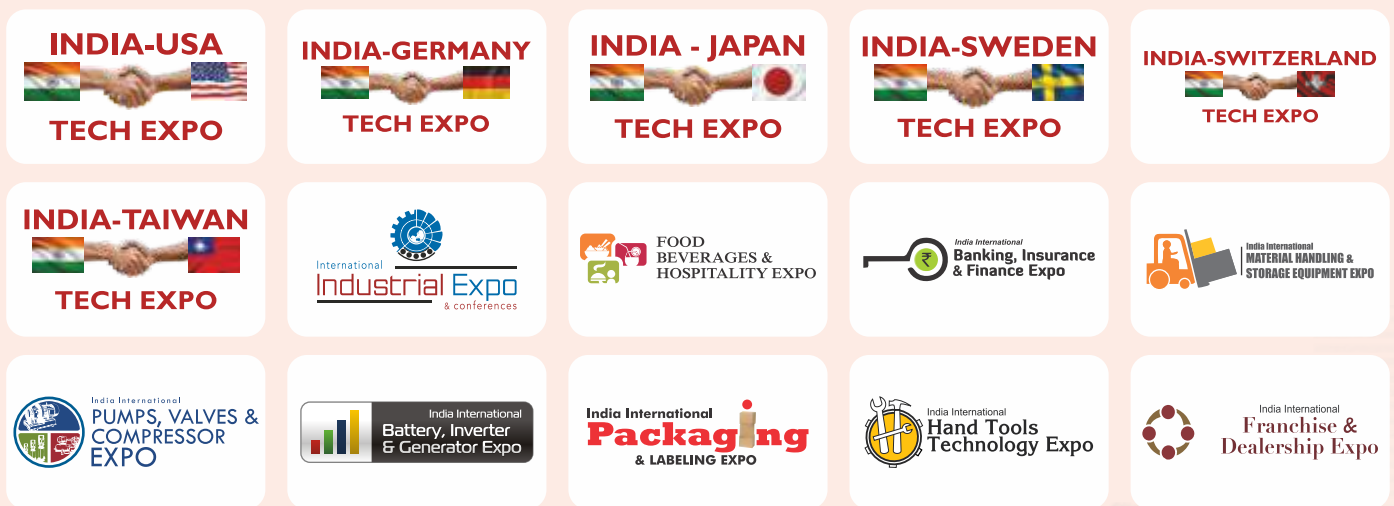 INDIA-USA
TECH EXPO
INDIA-GERMANY
TECH EXPO
INDIA - JAPAN
TECH EXPO
INDIA-SWEDEN
TECH EXPO
INDIA-SWITZERLAND
TECH EXPO
INDIA-TAIWAN
TECH EXPO
International
Industrial Expo
& conferences
FOOD
BEVERAGES &
HOSPITALITY EXPO
₹
India International
Banking, Insurance
& Finance Expo
India International
MATERIAL HANDLING &
STORAGE EQUIPMENT EXPO
India International
PUMPS, VALVES &
COMPRESSOR
EXPO
India International
Battery, Inverter
& Generator Expo
India International
Packaging
& LABELING EXPO
India International
Hand Tools
Technology Expo
India International
Franchise &
Dealership Expo